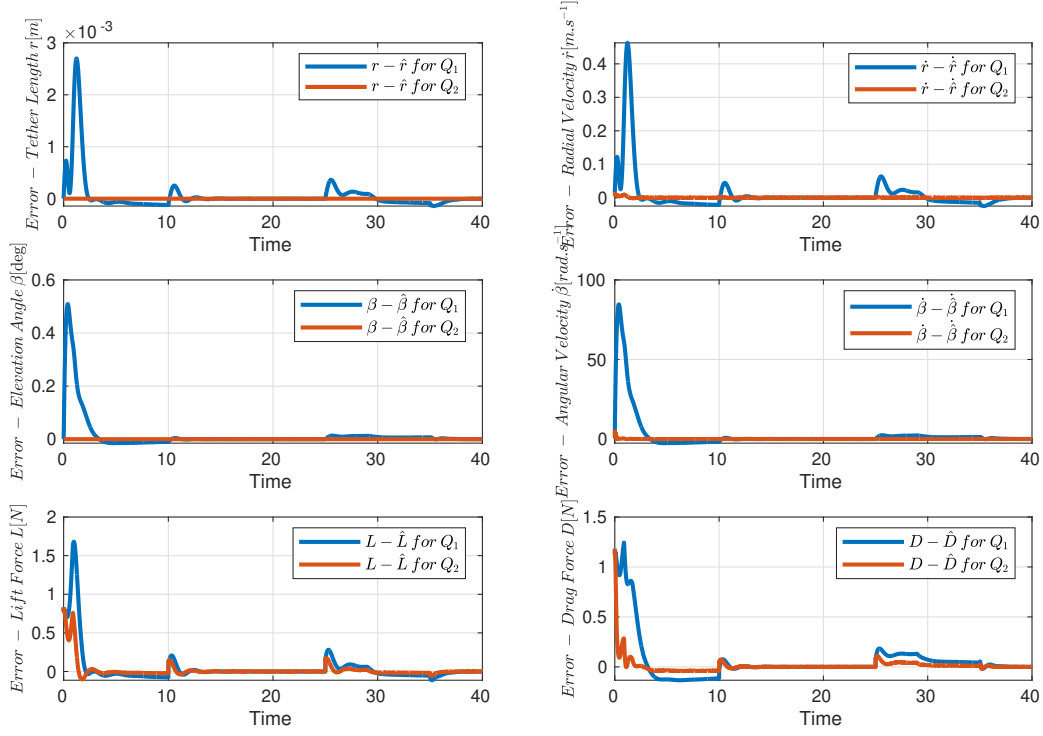 ×10⁻³
Error − Tether Length r[m]
3
2
1
0
r − r̂ for Q₁
r − r̂ for Q₂
0 10 20 30 40
Time
Error − Radial Velocity ṙ[m.s⁻¹]
0.4
0.3
0.2
0.1
0
ṙ − ṙ̂ for Q₁
ṙ − ṙ̂ for Q₂
0 10 20 30 40
Time
Error − Elevation Angle β[deg]
0.6
0.4
0.2
0
β − β̂ for Q₁
β − β̂ for Q₂
0 10 20 30 40
Time
Error − Angular Velocity β̇[rad.s⁻¹]
100
50
0
β̇ − β̂̇ for Q₁
β̇ − β̂̇ for Q₂
0 10 20 30 40
Time
Error − Lift Force L[N]
2
1.5
1
0.5
0
L − L̂ for Q₁
L − L̂ for Q₂
0 10 20 30 40
Time
Error − Drag Force D[N]
1.5
1
0.5
0
D − D̂ for Q₁
D − D̂ for Q₂
0 10 20 30 40
Time